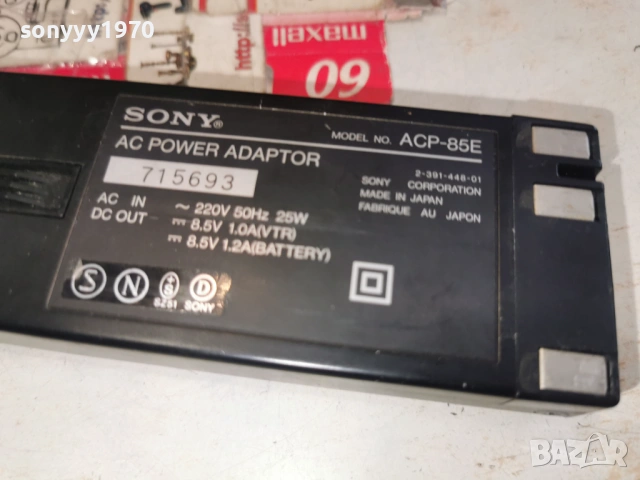 sonyyy1970
maxell
60
http://
SONY®
AC POWER ADAPTOR
MODEL NO. ACP-85E
715693
2-391-448-01
SONY CORPORATION
MADE IN JAPAN
FABRIQUE AU JAPON
AC IN ~ 220V 50Hz 25W
DC OUT ⎓ 8.5V 1.0A(VTR)
⎓ 8.5V 1.2A(BATTERY)
S N +S D
SZ51 SONY
BAZAR